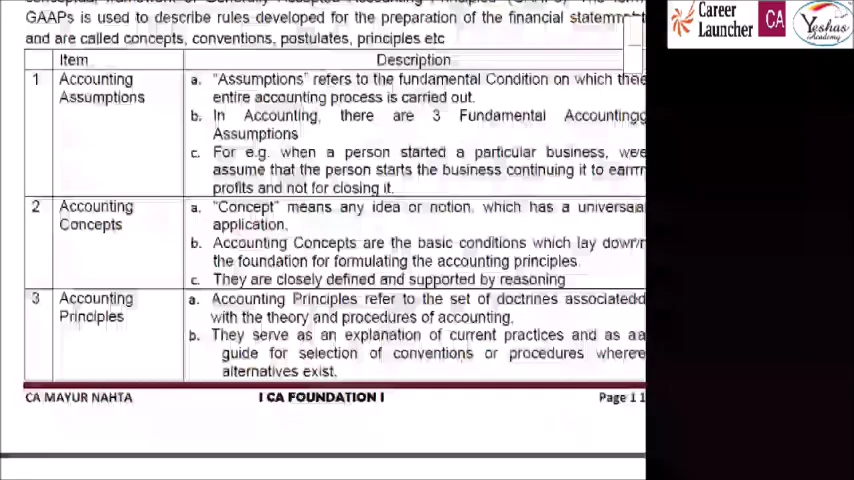 GAAPs is used to describe rules developed for the preparation of the financial
and are called concepts, conventions, postulates, principles etc
Item Description
1 Accounting Assumptions
a. "Assumptions" refers to the fundamental Condition on which the
entire accounting process is carried out.
b. In Accounting, there are 3 Fundamental Accounting
Assumptions
c. For e.g. when a person started a particular business, we
assume that the person starts the business continuing it to earn
profits and not for closing it.
2 Accounting Concepts
a. "Concept" means any idea or notion, which has a universal
application.
b. Accounting Concepts are the basic conditions which lay down
the foundation for formulating the accounting principles.
c. They are closely defined and supported by reasoning
3 Accounting Principles
a. Accounting Principles refer to the set of doctrines associated
with the theory and procedures of accounting.
b. They serve as an explanation of current practices and as a
guide for selection of conventions or procedures where
alternatives exist.
CA MAYUR NAHTA I CA FOUNDATION I Page 1
Career
Launcher
CA
Yeshas
Academy